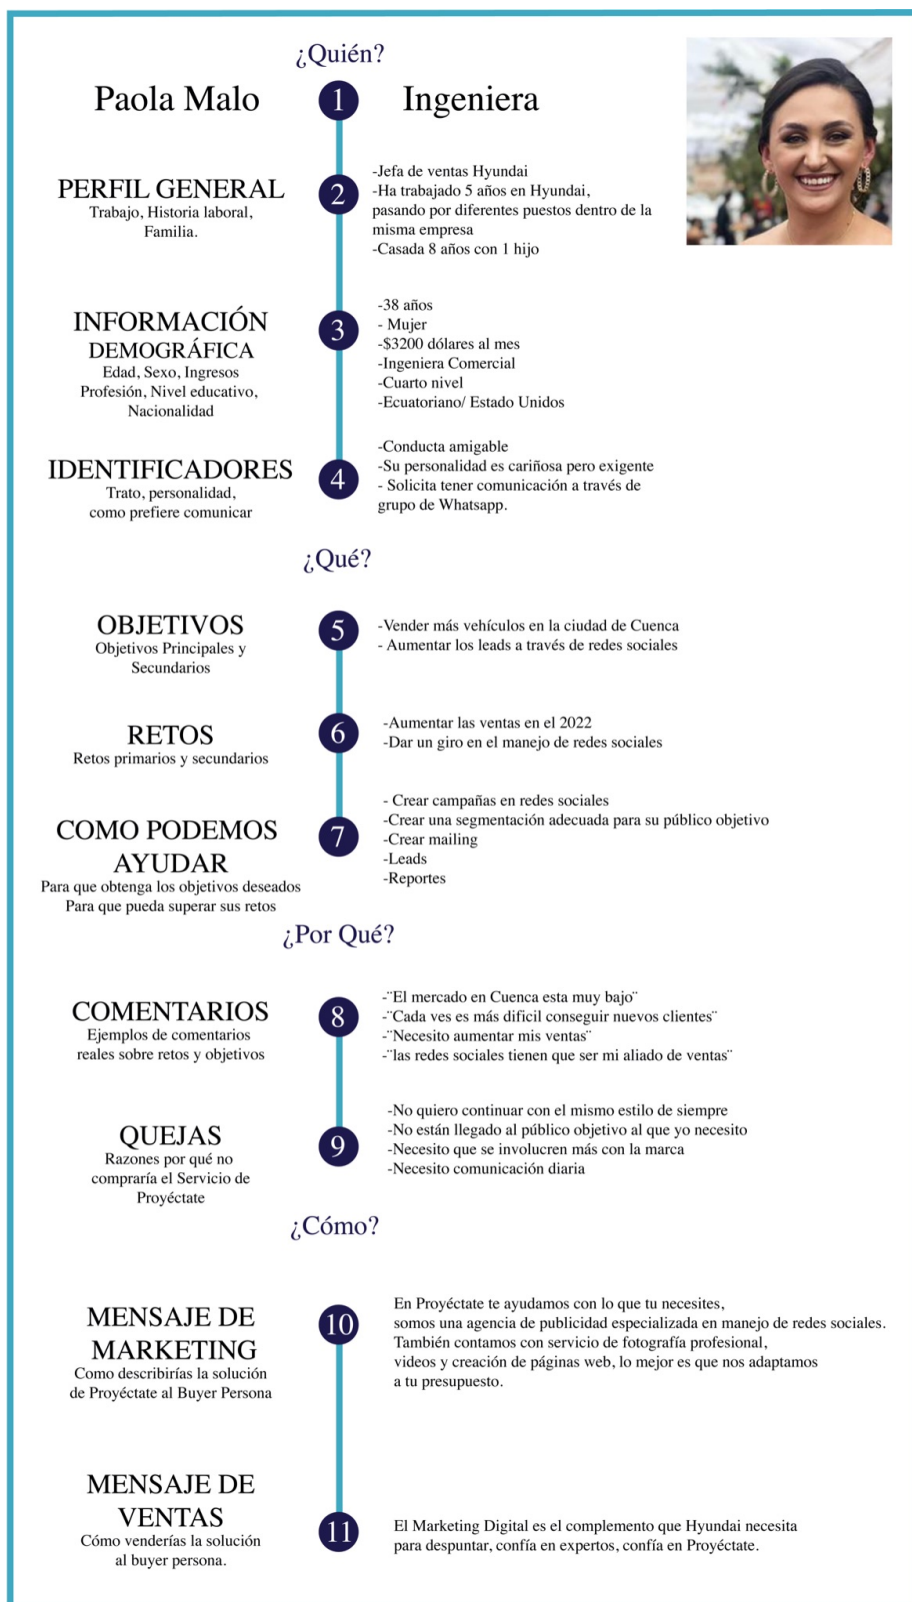 ¿Quién?
Paola Malo
1
Ingeniera
PERFIL GENERAL
Trabajo, Historia laboral,
Familia.
2
-Jefa de ventas Hyundai
-Ha trabajado 5 años en Hyundai,
pasando por diferentes puestos dentro de la
misma empresa
-Casada 8 años con 1 hijo
INFORMACIÓN
DEMOGRÁFICA
Edad, Sexo, Ingresos
Profesión, Nivel educativo,
Nacionalidad
3
-38 años
- Mujer
-$3200 dólares al mes
-Ingeniera Comercial
-Cuarto nivel
-Ecuatoriano/ Estado Unidos
IDENTIFICADORES
Trato, personalidad,
como prefiere comunicar
4
-Conducta amigable
-Su personalidad es cariñosa pero exigente
- Solicita tener comunicación a través de
grupo de Whatsapp.
¿Qué?
OBJETIVOS
Objetivos Principales y
Secundarios
5
-Vender más vehículos en la ciudad de Cuenca
- Aumentar los leads a través de redes sociales
RETOS
Retos primarios y secundarios
6
-Aumentar las ventas en el 2022
-Dar un giro en el manejo de redes sociales
COMO PODEMOS
AYUDAR
Para que obtenga los objetivos deseados
Para que pueda superar sus retos
7
- Crear campañas en redes sociales
-Crear una segmentación adecuada para su público objetivo
-Crear mailing
-Leads
-Reportes
¿Por Qué?
COMENTARIOS
Ejemplos de comentarios
reales sobre retos y objetivos
8
-¨El mercado en Cuenca esta muy bajo¨
-¨Cada ves es más dificil conseguir nuevos clientes¨
-¨Necesito aumentar mis ventas¨
-¨las redes sociales tienen que ser mi aliado de ventas¨
QUEJAS
Razones por qué no
compraría el Servicio de
Proyéctate
9
-No quiero continuar con el mismo estilo de siempre
-No están llegado al público objetivo al que yo necesito
-Necesito que se involucren más con la marca
-Necesito comunicación diaria
¿Cómo?
MENSAJE DE
MARKETING
Como describirías la solución
de Proyéctate al Buyer Persona
10
En Proyéctate te ayudamos con lo que tu necesites,
somos una agencia de publicidad especializada en manejo de redes sociales.
También contamos con servicio de fotografía profesional,
videos y creación de páginas web, lo mejor es que nos adaptamos
a tu presupuesto.
MENSAJE DE
VENTAS
Cómo venderías la solución
al buyer persona.
11
El Marketing Digital es el complemento que Hyundai necesita
para despuntar, confía en expertos, confía en Proyéctate.